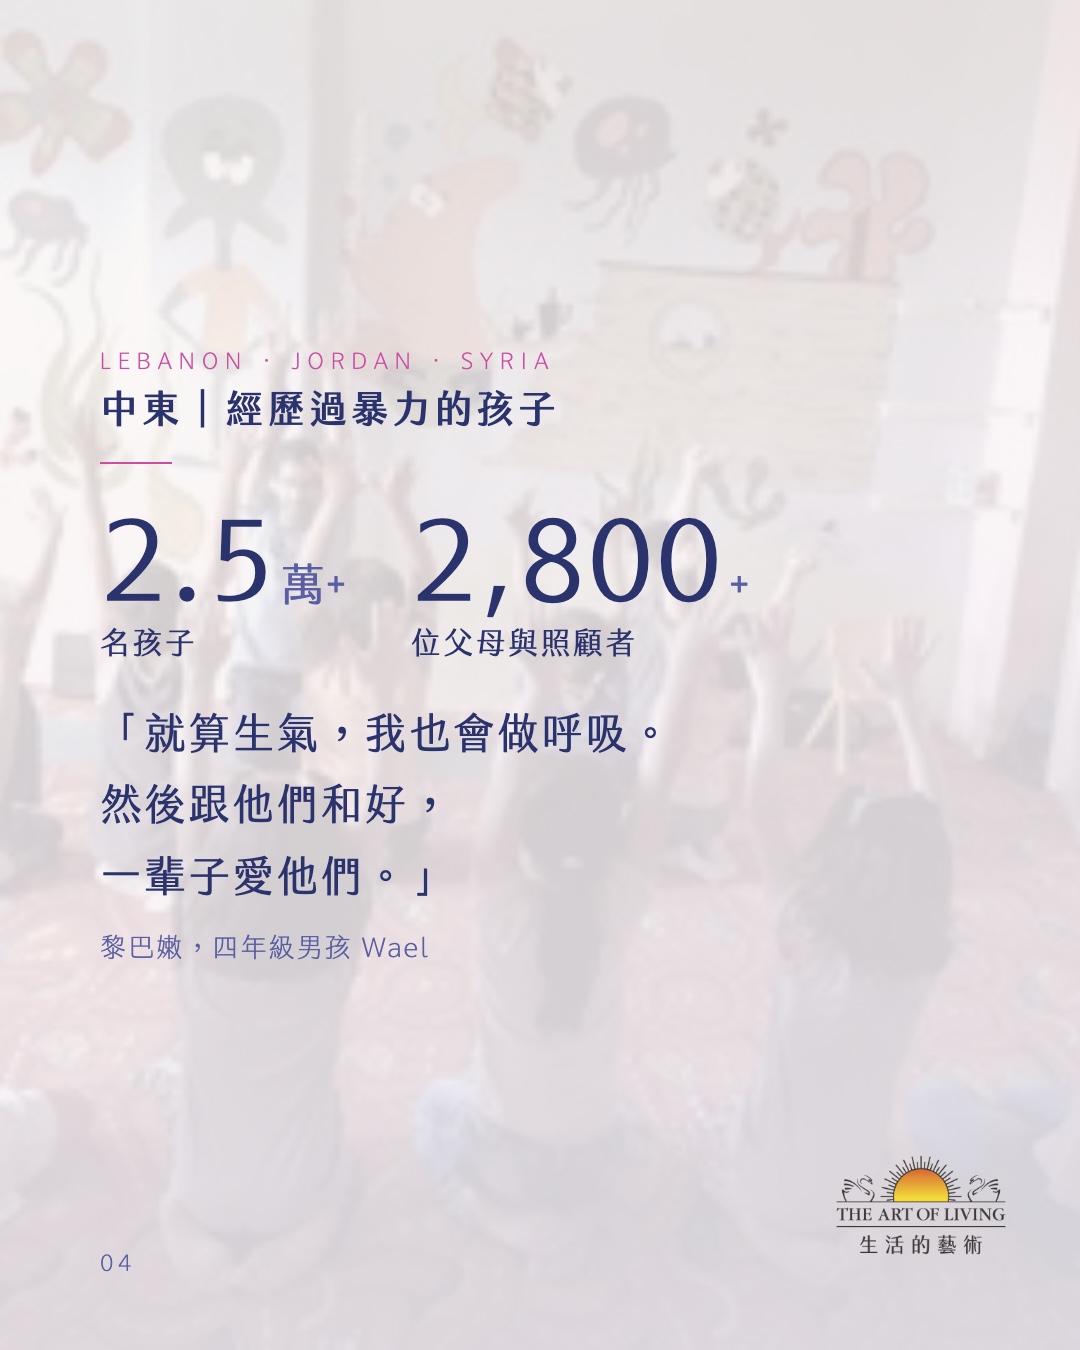 LEBANON · JORDAN · SYRIA
中東｜經歷過暴力的孩子
2.5萬+ 2,800+
名孩子 位父母與照顧者
「就算生氣，我也會做呼吸。
然後跟他們和好，
一輩子愛他們。」
黎巴嫩，四年級男孩 Wael
THE ART OF LIVING
生活的藝術
04